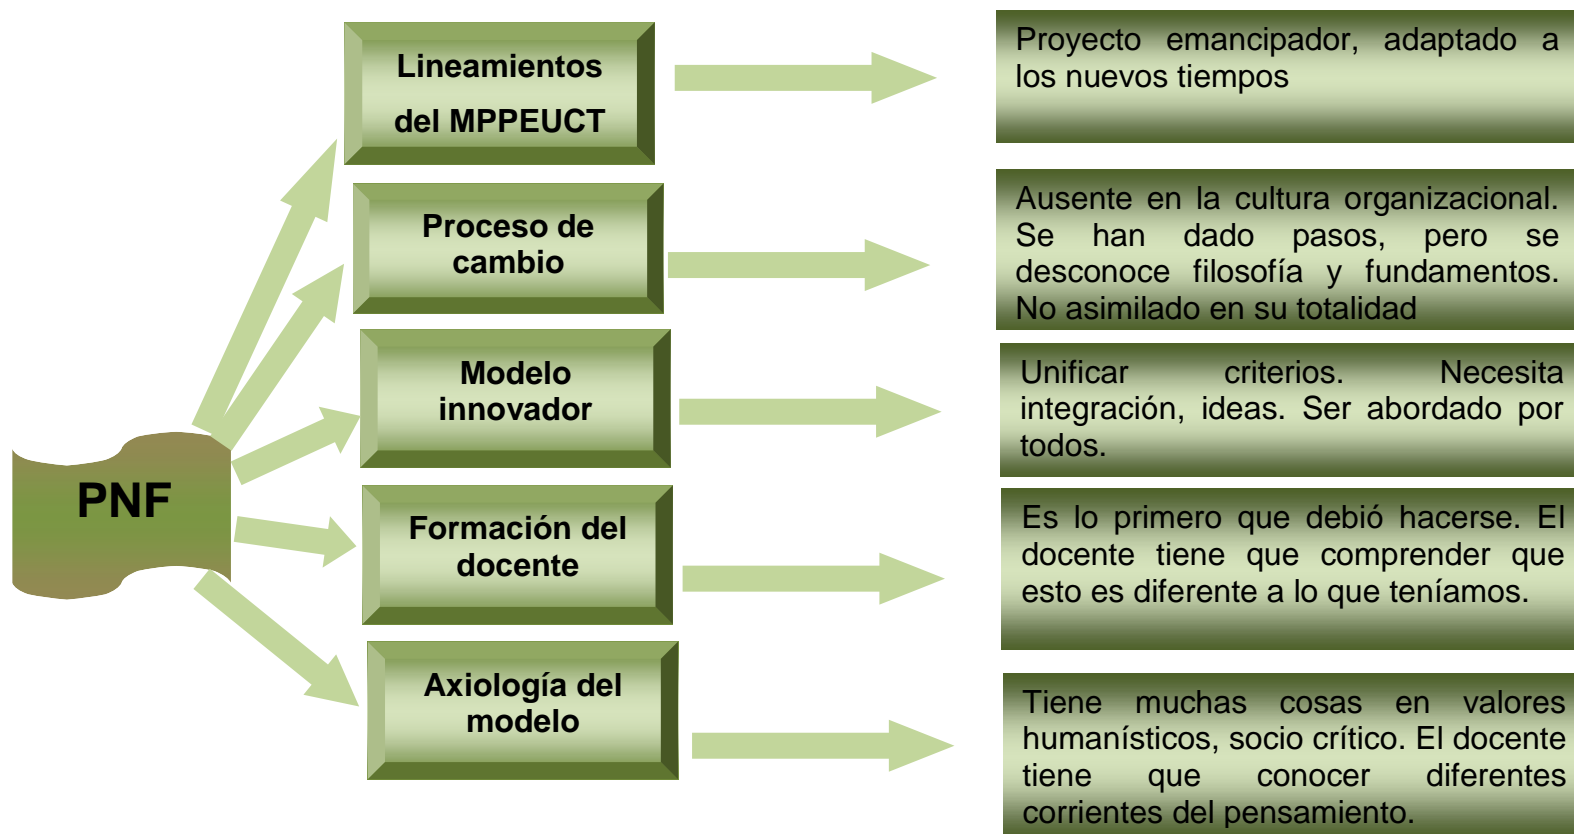 PNF
Lineamientos
del MPPEUCT
Proyecto emancipador, adaptado a
los nuevos tiempos
Proceso de
cambio
Ausente en la cultura organizacional.
Se han dado pasos, pero se
desconoce filosofía y fundamentos.
No asimilado en su totalidad
Modelo
innovador
Unificar criterios. Necesita
integración, ideas. Ser abordado por
todos.
Formación del
docente
Es lo primero que debió hacerse. El
docente tiene que comprender que
esto es diferente a lo que teníamos.
Axiología del
modelo
Tiene muchas cosas en valores
humanísticos, socio crítico. El docente
tiene que conocer diferentes
corrientes del pensamiento.